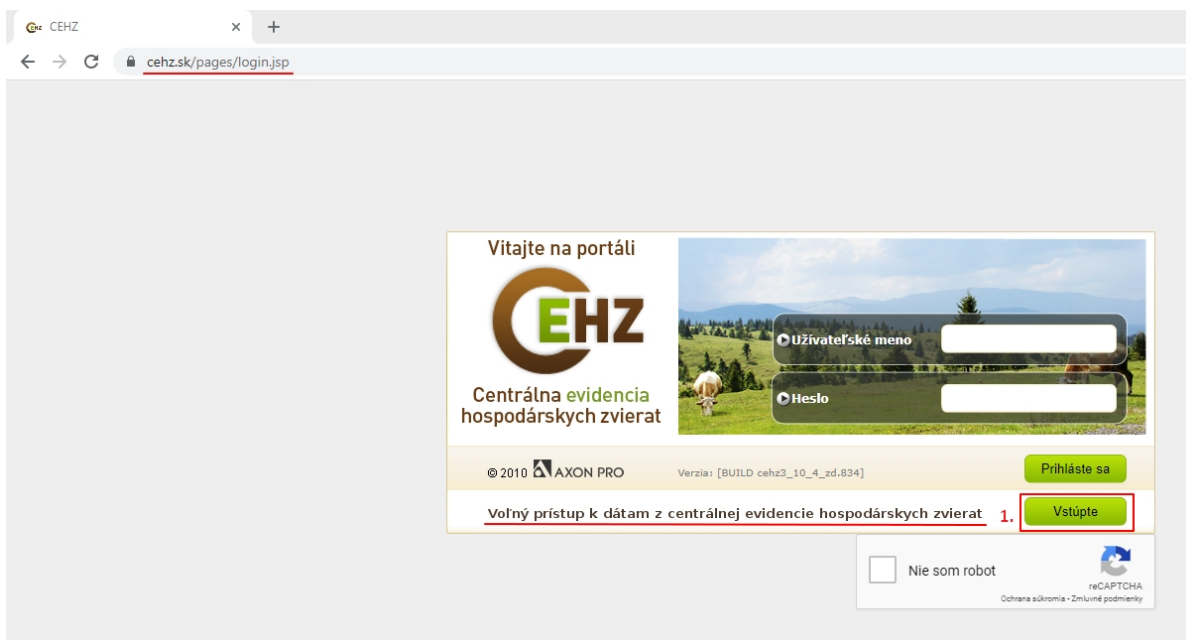 CEHZ
CEHZ
cehz.sk/pages/login.jsp
Vitajte na portáli
CEHZ
Centrálna evidencia
hospodárskych zvierat
Užívateľské meno
Heslo
© 2010 AXON PRO
Verzia: [BUILD cehz3_10_4_zd.834]
Prihláste sa
Voľný prístup k dátam z centrálnej evidencie hospodárskych zvierat
1.
Vstúpte
Nie som robot
reCAPTCHA
Ochrana súkromia - Zmluvné podmienky